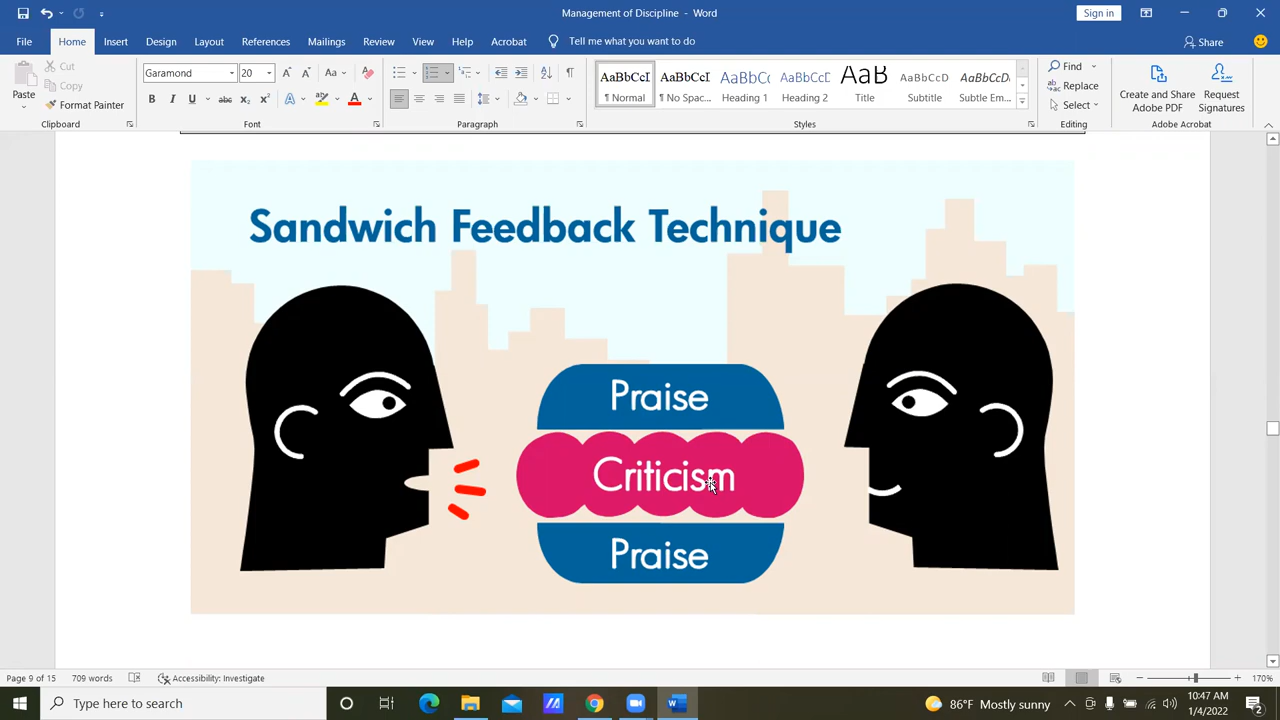 Management of Discipline - Word
Sign in
File Home Insert Design Layout References Mailings Review View Help Acrobat Tell me what you want to do Share
Paste
Cut
Copy
Format Painter
Clipboard
Garamond 20
Font
Paragraph
AaBbCcI AaBbCcI AaBbC AaBbCcI AaB AaBbCcD AaBbCcD
¶ Normal ¶ No Spac... Heading 1 Heading 2 Title Subtitle Subtle Em...
Styles
Find
Replace
Select
Editing
Create and Share
Adobe PDF
Request
Signatures
Adobe Acrobat
Sandwich Feedback Technique
Praise
Criticism
Praise
Page 9 of 15 709 words Accessibility: Investigate 170%
Type here to search
86°F Mostly sunny
10:47 AM
1/4/2022
2